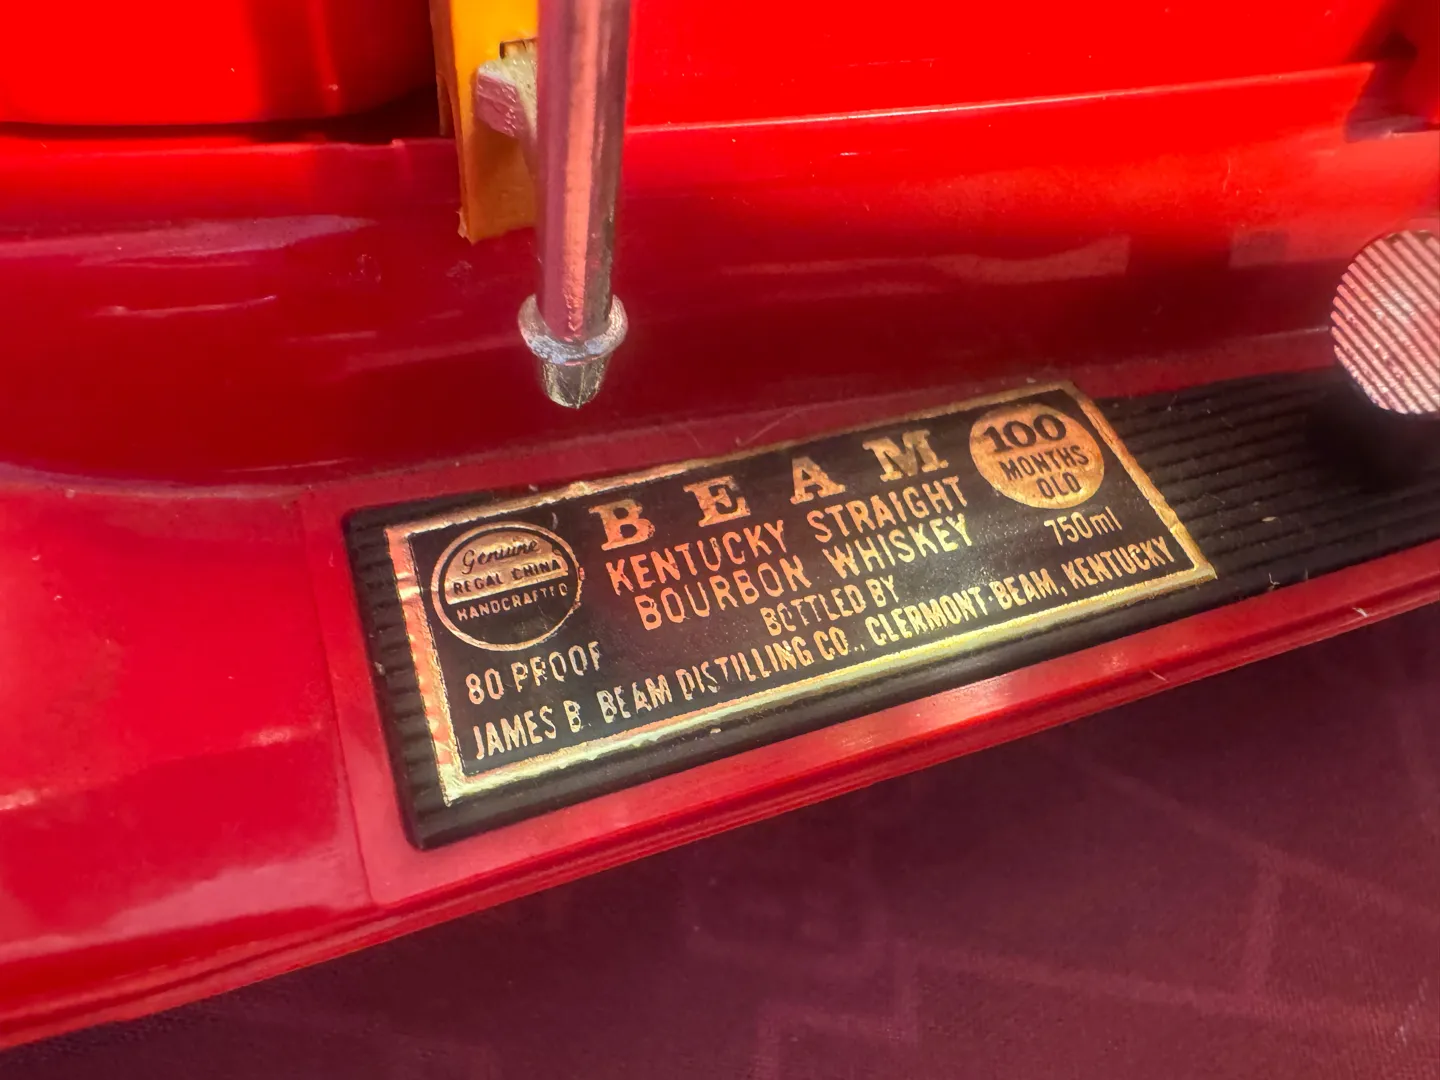 BEAM
100
MONTHS
OLD
KENTUCKY STRAIGHT
BOURBON WHISKEY
750ml
Genuine
REGAL CHINA
HANDCRAFTED
BOTTLED BY
80 PROOF
JAMES B. BEAM DISTILLING CO., CLERMONT·BEAM, KENTUCKY